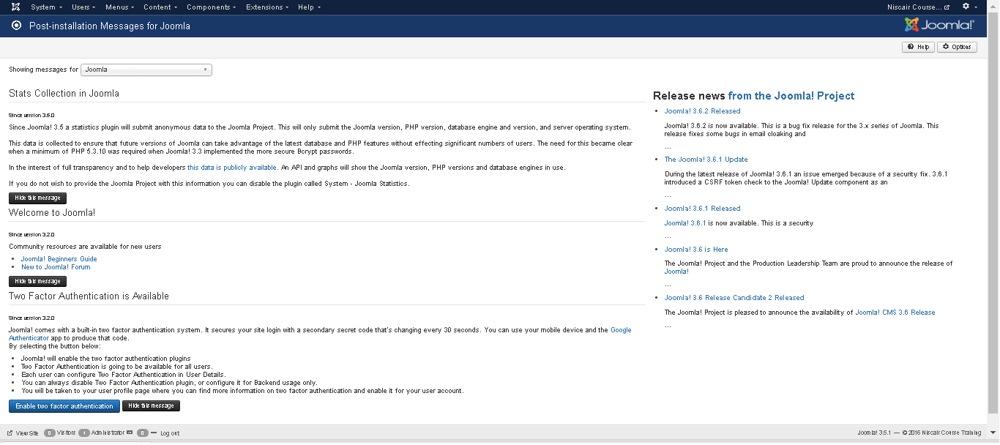 System Users Menus Content Components Extensions Help Niscair Course...
Post-installation Messages for Joomla Joomla!®
Help Options
Showing messages for Joomla
Stats Collection in Joomla
Since version 3.5.0
Since Joomla! 3.5 a statistics plugin will submit anonymous data to the Joomla Project. This will only submit the Joomla version, PHP version, database engine and version, and server operating system.
This data is collected to ensure that future versions of Joomla can take advantage of the latest database and PHP features without effecting significant numbers of users. The need for this became clear
when a minimum of PHP 5.3.10 was required when Joomla! 3.3 implemented the more secure Bcrypt passwords.
In the interest of full transparency and to help developers this data is publicly available. An API and graphs will show the Joomla version, PHP versions and database engines in use.
If you do not wish to provide the Joomla Project with this information you can disable the plugin called System - Joomla Statistics.
Hide this message
Welcome to Joomla!
Since version 3.2.0
Community resources are available for new users
• Joomla! Beginners Guide
• New to Joomla! Forum
Hide this message
Two Factor Authentication is Available
Since version 3.2.0
Joomla! comes with a built-in two factor authentication system. It secures your site login with a secondary secret code that's changing every 30 seconds. You can use your mobile device and the Google
Authenticator app to produce that code.
By selecting the button below:
• Joomla! will enable the two factor authentication plugins
• Two Factor Authentication is going to be available for all users.
• Each user can configure Two Factor Authentication in User Details.
• You can always disable Two Factor Authentication plugin, or configure it for Backend usage only.
• You will be taken to your user profile page where you can find more information on two factor authentication and enable it for your user account.
Enable two factor authentication Hide this message
Release news from the Joomla! Project
• Joomla! 3.6.2 Released
Joomla! 3.6.2 is now available. This is a bug fix release for the 3.x series of Joomla. This
release fixes some bugs in email cloaking and
...
• The Joomla! 3.6.1 Update
During the latest release of Joomla! 3.6.1 an issue emerged because of a security fix. 3.6.1
introduced a CSRF token check to the Joomla! Update component as an
...
• Joomla! 3.6.1 Released
Joomla! 3.6.1 is now available. This is a security
...
• Joomla! 3.6 is Here
The Joomla! Project and the Production Leadership Team are proud to announce the release of
Joomla!
...
• Joomla! 3.6 Release Candidate 2 Released
The Joomla! Project is pleased to announce the availability of Joomla! CMS 3.6 Release
...
View Site 0 Visitors 1 Administrator 0 Log out Joomla! 3.5.1 — © 2016 Niscair Course Training